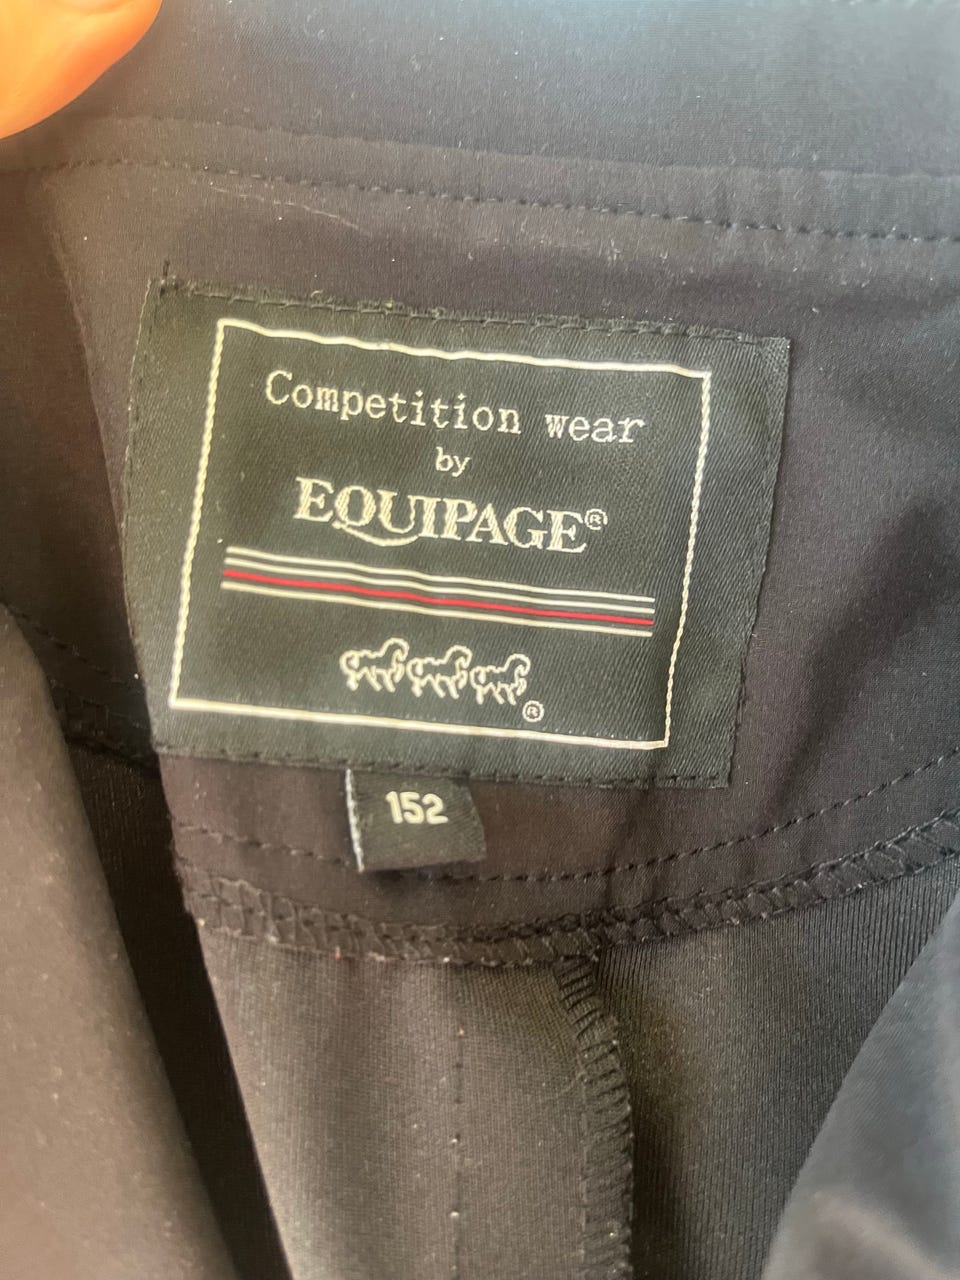 Competition wear
by
EQUIPAGE®
®
152